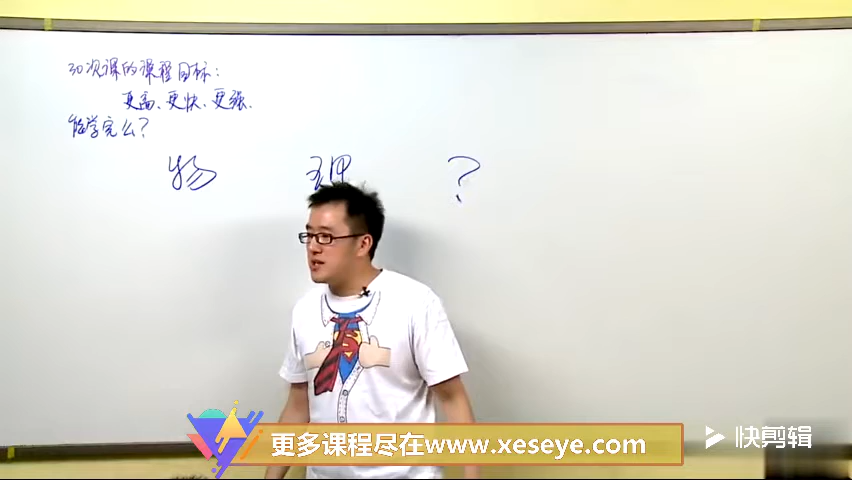 30次课的课程目标:
更高、更快、更强.
能学完么?
物 理 ?
更多课程尽在www.xeseye.com
快剪辑